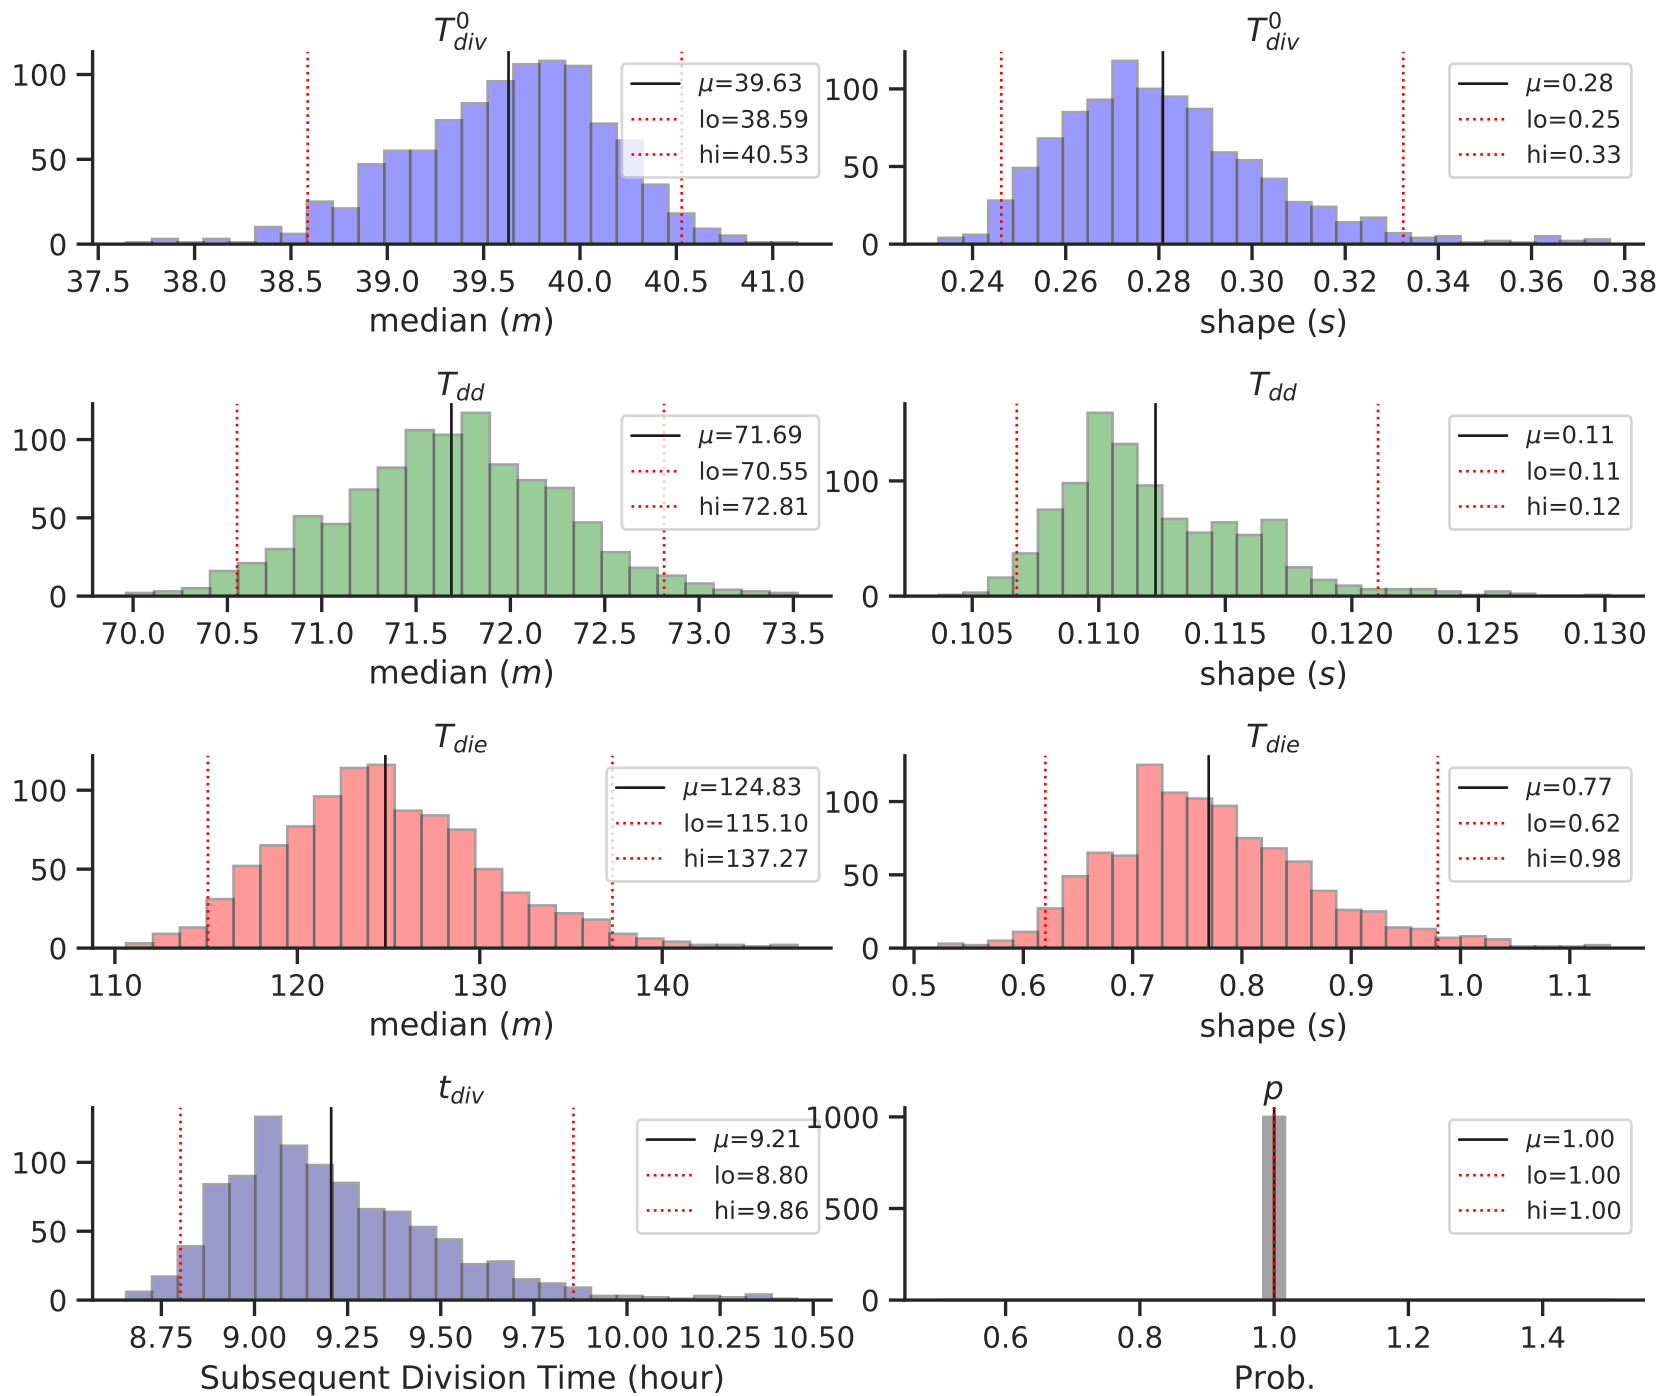 T⁰div
100
50
0
37.5 38.0 38.5 39.0 39.5 40.0 40.5 41.0
median (m)
μ=39.63
lo=38.59
hi=40.53
T⁰div
100
50
0
0.24 0.26 0.28 0.30 0.32 0.34 0.36 0.38
shape (s)
μ=0.28
lo=0.25
hi=0.33
Tdd
100
50
0
70.0 70.5 71.0 71.5 72.0 72.5 73.0 73.5
median (m)
μ=71.69
lo=70.55
hi=72.81
Tdd
100
0
0.105 0.110 0.115 0.120 0.125 0.130
shape (s)
μ=0.11
lo=0.11
hi=0.12
Tdie
100
50
0
110 120 130 140
median (m)
μ=124.83
lo=115.10
hi=137.27
Tdie
100
50
0
0.5 0.6 0.7 0.8 0.9 1.0 1.1
shape (s)
μ=0.77
lo=0.62
hi=0.98
tdiv
100
50
0
8.75 9.00 9.25 9.50 9.75 10.00 10.25 10.50
Subsequent Division Time (hour)
μ=9.21
lo=8.80
hi=9.86
p
1000
500
0
0.6 0.8 1.0 1.2 1.4
Prob.
μ=1.00
lo=1.00
hi=1.00